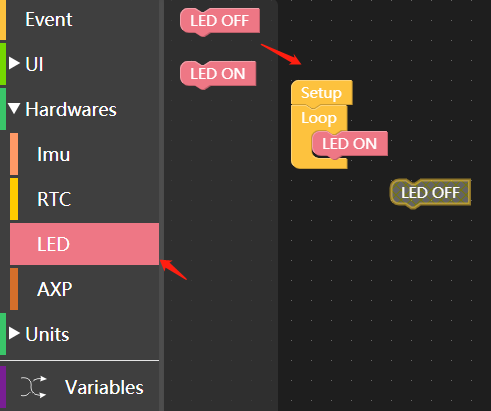 Event
UI
Hardwares
Imu
RTC
LED
AXP
Units
Variables
LED OFF
LED ON
Setup
Loop
LED ON
LED OFF